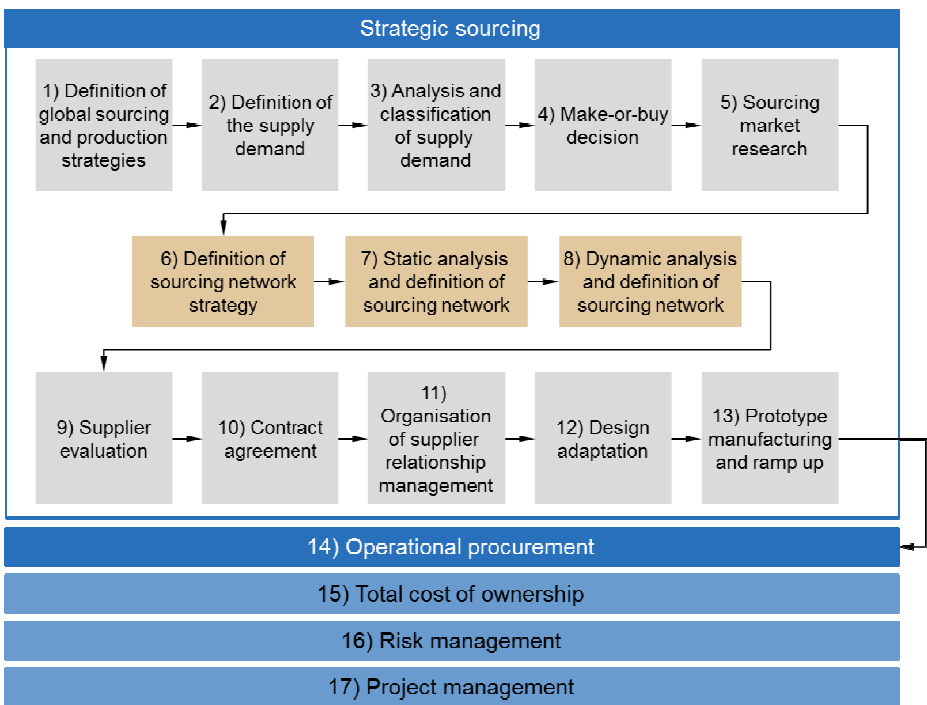 Strategic sourcing
1) Definition of
global sourcing
and production
strategies
2) Definition of
the supply
demand
3) Analysis and
classification
of supply
demand
4) Make-or-buy
decision
5) Sourcing
market
research
6) Definition of
sourcing network
strategy
7) Static analysis
and definition of
sourcing network
8) Dynamic analysis
and definition of
sourcing network
9) Supplier
evaluation
10) Contract
agreement
11)
Organisation
of supplier
relationship
management
12) Design
adaptation
13) Prototype
manufacturing
and ramp up
14) Operational procurement
15) Total cost of ownership
16) Risk management
17) Project management